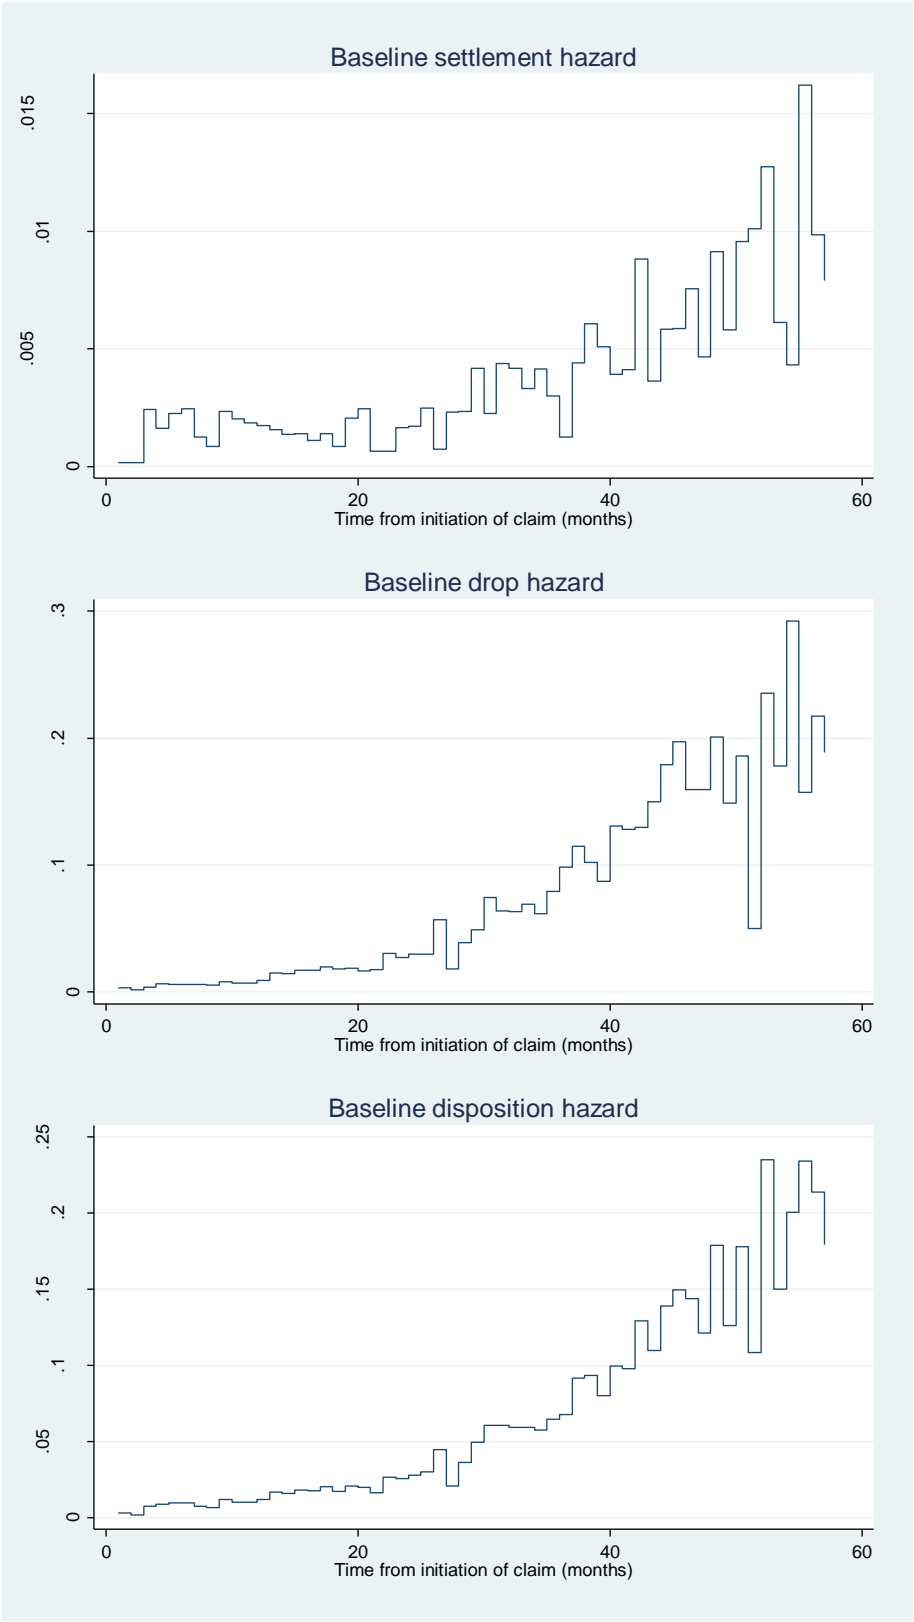 Baseline settlement hazard
.015
.01
.005
0
0 20 40 60
Time from initiation of claim (months)
Baseline drop hazard
.3
.2
.1
0
0 20 40 60
Time from initiation of claim (months)
Baseline disposition hazard
.25
.2
.15
.1
.05
0
0 20 40 60
Time from initiation of claim (months)